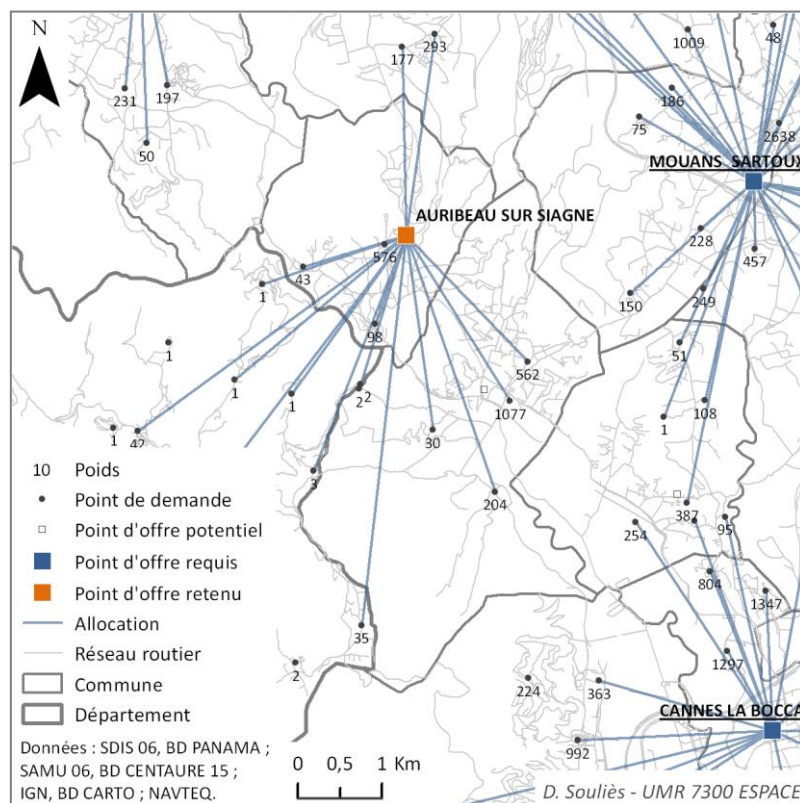 N
293
177
1009
48
231
197
186
75
2638
50
MOUANS SARTOUX
AURIBEAU SUR SIAGNE
228
576
457
43
1
249
150
98
1
51
562
1
1
22
1077
108
1
1
42
30
3
204
387
254
95
804
1347
35
1297
2
224
363
CANNES LA BOCCA
992
10 Poids
Point de demande
Point d'offre potentiel
Point d'offre requis
Point d'offre retenu
Allocation
Réseau routier
Commune
Département
Données : SDIS 06, BD PANAMA ;
SAMU 06, BD CENTAURE 15 ;
IGN, BD CARTO ; NAVTEQ.
0 0,5 1 Km
D. Souliès - UMR 7300 ESPACE